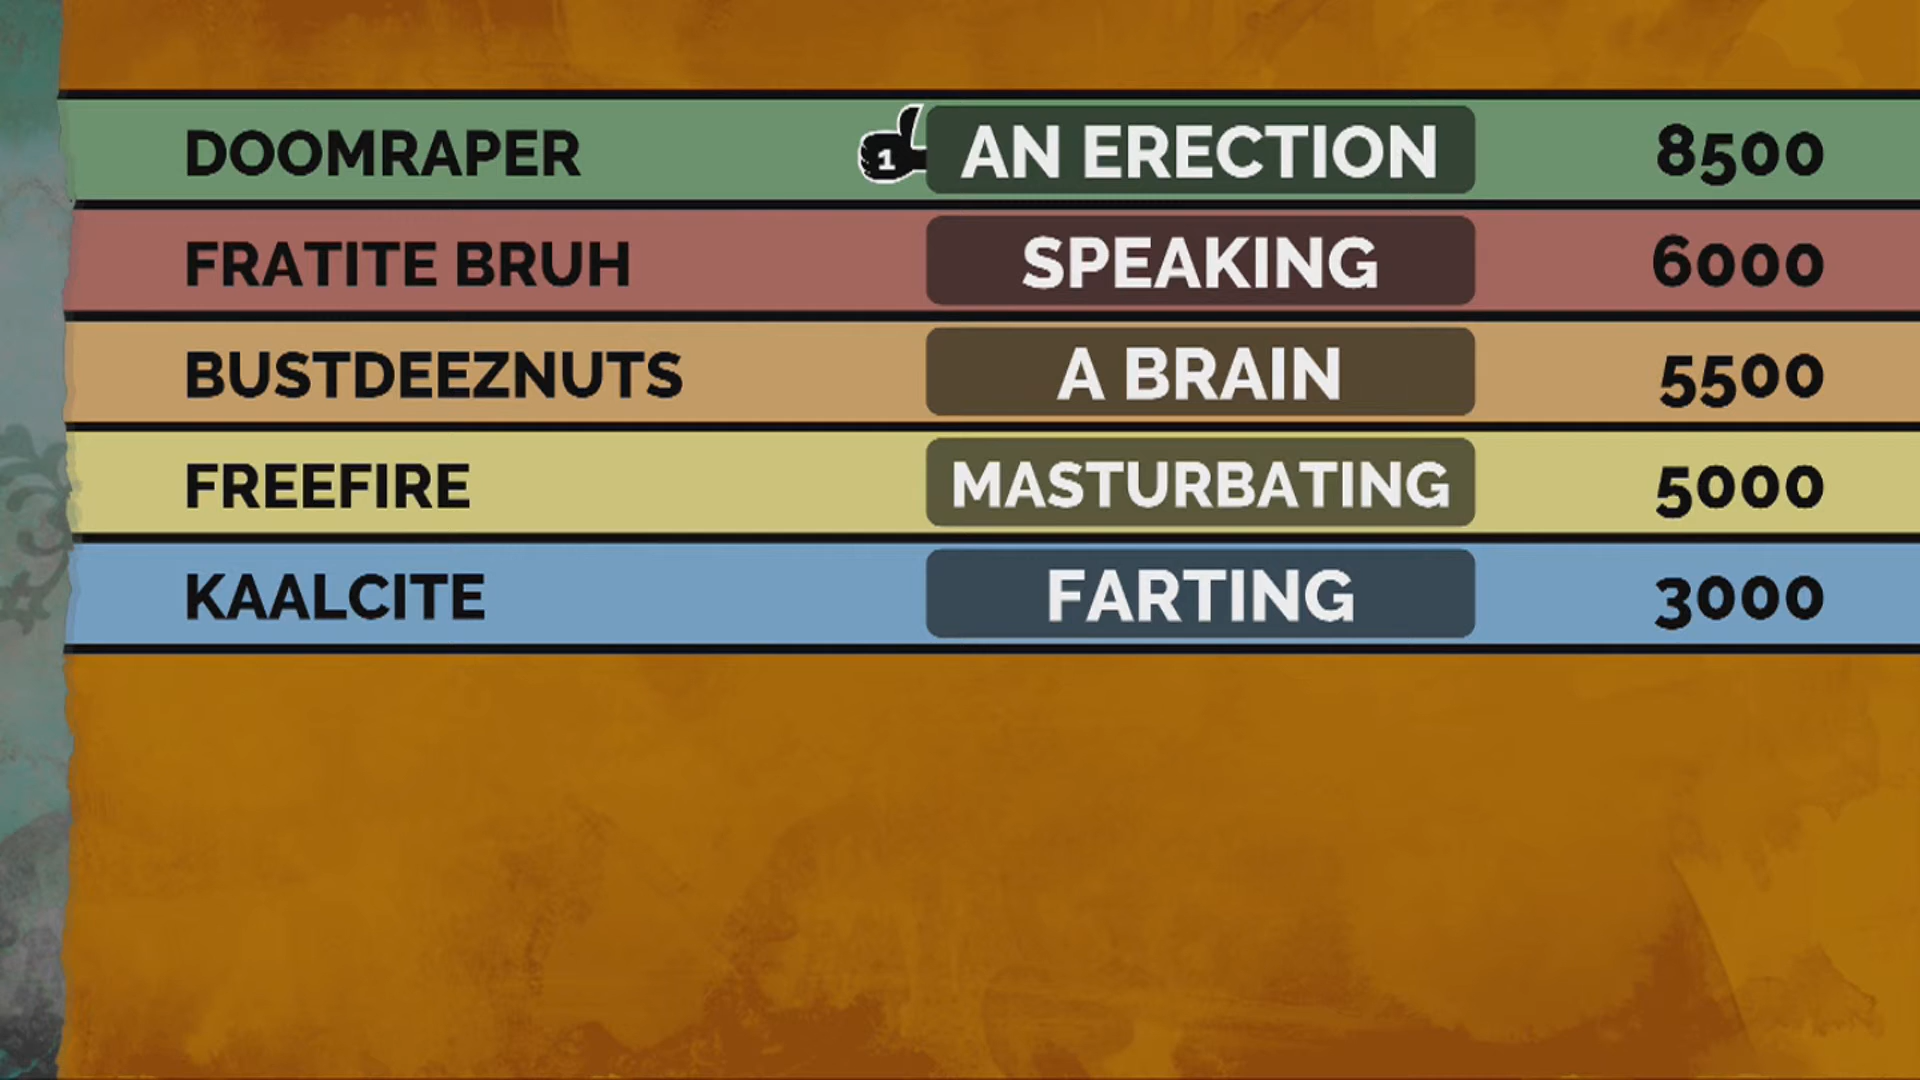 DOOMRAPER 1 AN ERECTION 8500
FRATITE BRUH SPEAKING 6000
BUSTDEEZNUTS A BRAIN 5500
FREEFIRE MASTURBATING 5000
KAALCITE FARTING 3000